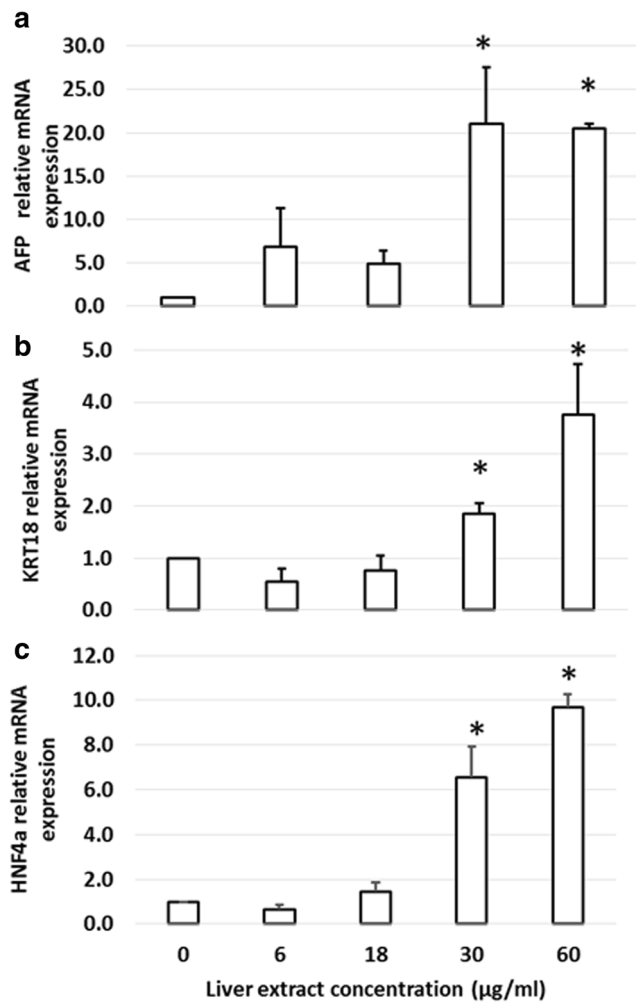 a
AFP relative mRNA
expression
30.0
*
*
25.0
20.0
15.0
10.0
5.0
0.0
b
KRT18 relative mRNA
expression
5.0
*
4.0
3.0
*
2.0
1.0
0.0
c
HNF4a relative mRNA
expression
12.0
*
10.0
*
8.0
6.0
4.0
2.0
0.0
0 6 18 30 60
Liver extract concentration (µg/ml)